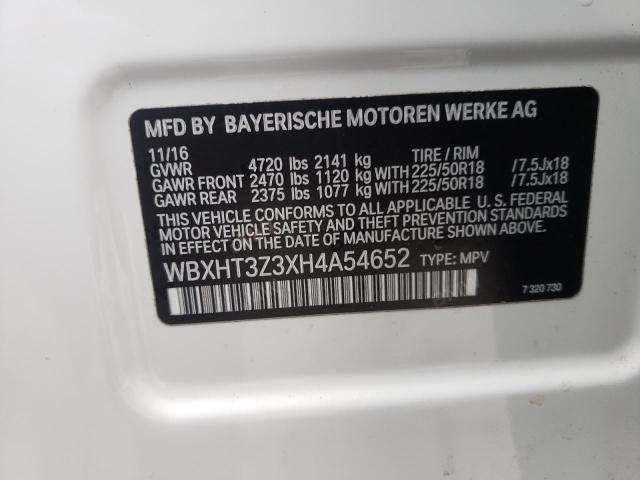 MFD BY BAYERISCHE MOTOREN WERKE AG
11/16 TIRE / RIM
GVWR 4720 lbs 2141 kg
GAWR FRONT 2470 lbs 1120 kg WITH 225/50R18 /7.5Jx18
GAWR REAR 2375 lbs 1077 kg WITH 225/50R18 /7.5Jx18
THIS VEHICLE CONFORMS TO ALL APPLICABLE U. S. FEDERAL
MOTOR VEHICLE SAFETY AND THEFT PREVENTION STANDARDS
IN EFFECT ON THE DATE OF MANUFACTURE SHOWN ABOVE.
WBXHT3Z3XH4A54652 TYPE: MPV
7 320 730